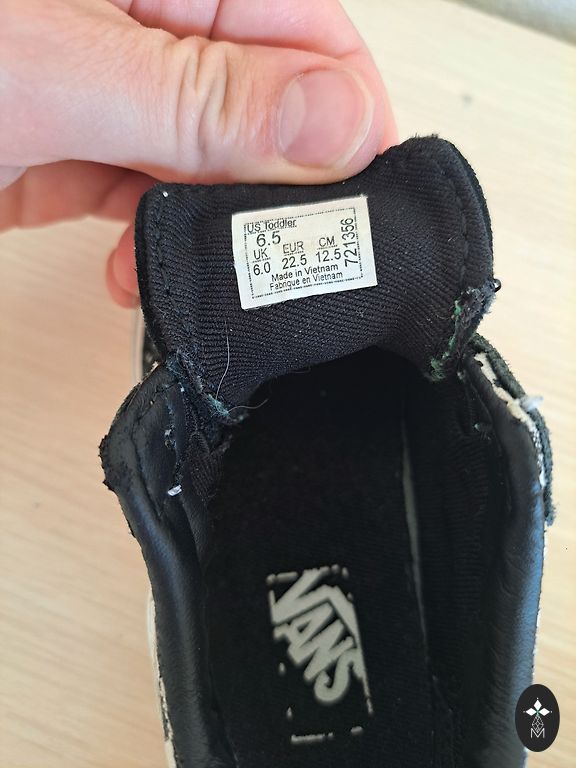 US Toddler
6.5
UK EUR CM
6.0 22.5 12.5
721356
Made in Vietnam
Fabriqué en Vietnam
VANS
M